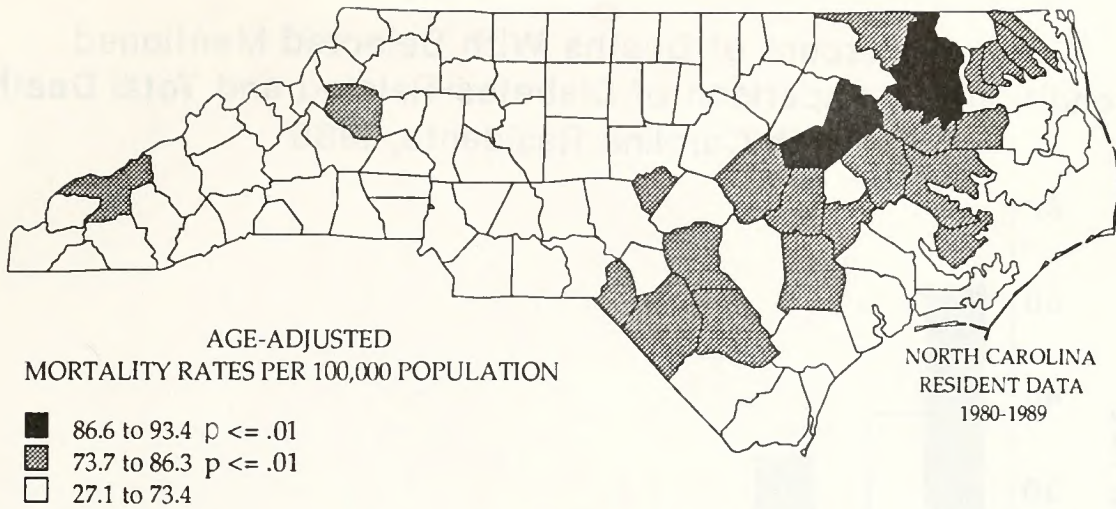 AGE-ADJUSTED
MORTALITY RATES PER 100,000 POPULATION
86.6 to 93.4 p <= .01
73.7 to 86.3 p <= .01
27.1 to 73.4
NORTH CAROLINA
RESIDENT DATA
1980-1989